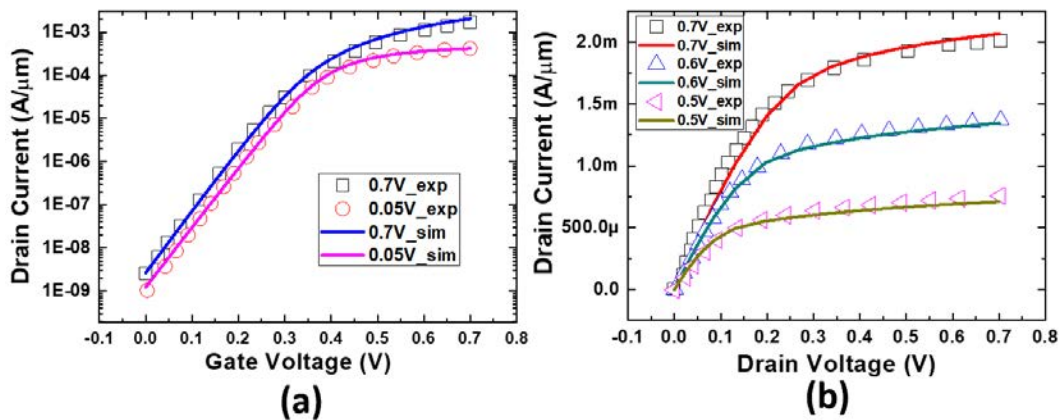 Drain Current (A/μm)
1E-03
1E-04
1E-05
1E-06
1E-07
1E-08
1E-09
0.7V_exp
0.05V_exp
0.7V_sim
0.05V_sim
-0.1 0.0 0.1 0.2 0.3 0.4 0.5 0.6 0.7 0.8
Gate Voltage (V)
(a)
Drain Current (A/μm)
2.0m
1.5m
1.0m
500.0μ
0.0
0.7V_exp
0.7V_sim
0.6V_exp
0.6V_sim
0.5V_exp
0.5V_sim
-0.1 0.0 0.1 0.2 0.3 0.4 0.5 0.6 0.7 0.8
Drain Voltage (V)
(b)